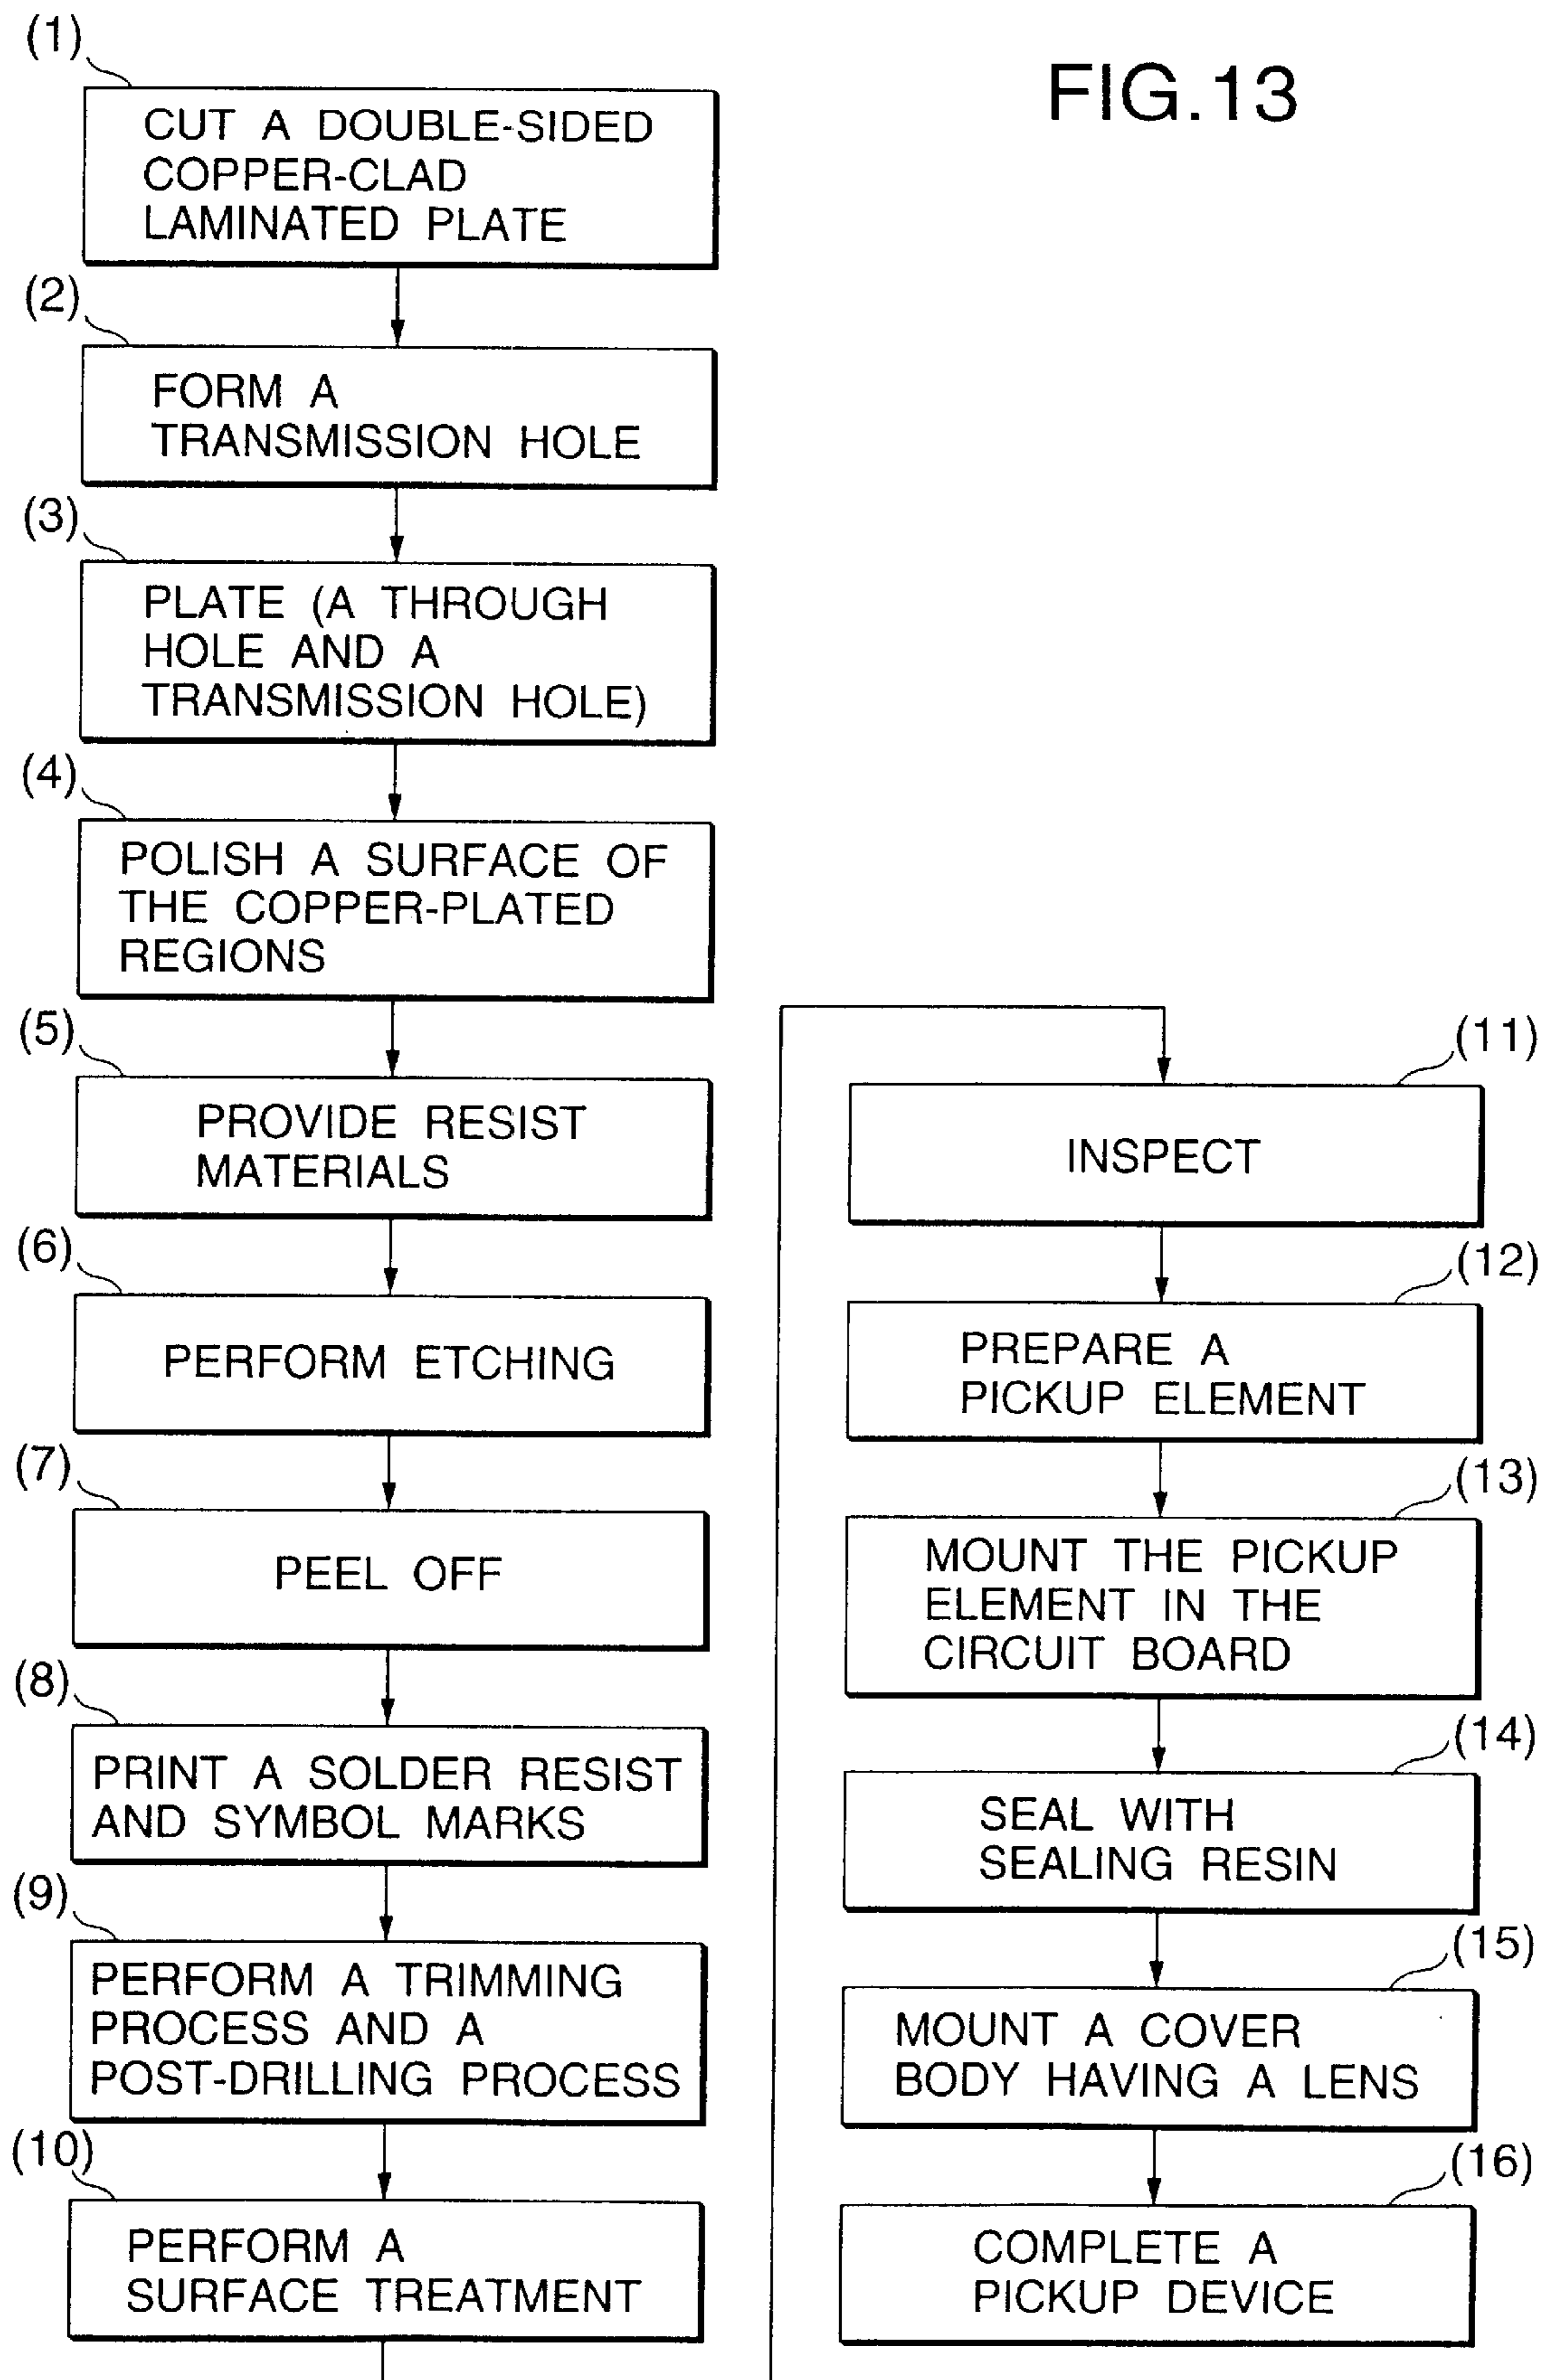 FIG.13
(1)
CUT A DOUBLE-SIDED
COPPER-CLAD
LAMINATED PLATE
(2)
FORM A
TRANSMISSION HOLE
(3)
PLATE (A THROUGH
HOLE AND A
TRANSMISSION HOLE)
(4)
POLISH A SURFACE OF
THE COPPER-PLATED
REGIONS
(5)
PROVIDE RESIST
MATERIALS
(6)
PERFORM ETCHING
(7)
PEEL OFF
(8)
PRINT A SOLDER RESIST
AND SYMBOL MARKS
(9)
PERFORM A TRIMMING
PROCESS AND A
POST-DRILLING PROCESS
(10)
PERFORM A
SURFACE TREATMENT
(11)
INSPECT
(12)
PREPARE A
PICKUP ELEMENT
(13)
MOUNT THE PICKUP
ELEMENT IN THE
CIRCUIT BOARD
(14)
SEAL WITH
SEALING RESIN
(15)
MOUNT A COVER
BODY HAVING A LENS
(16)
COMPLETE A
PICKUP DEVICE